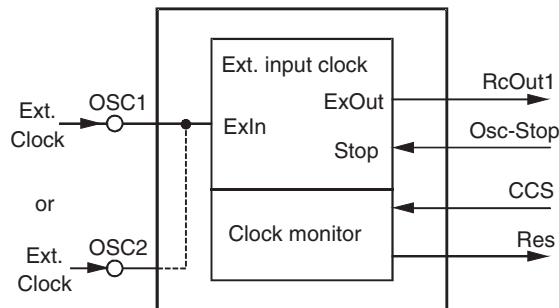 Ext. input clock
RcOut1
ExOut
Ext.
Clock
OSC1
ExIn
Osc-Stop
Stop
CCS
or
Clock monitor
Res
Ext.
Clock
OSC2